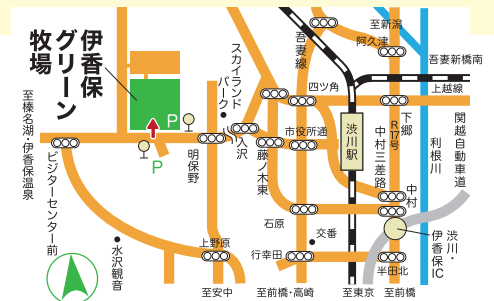 伊香保
グリーン
牧場
至榛名湖・伊香保温泉
ビジターセンター前
水沢観音
P
P
スカイランド
パーク
明保野
入沢
藤ノ木東
上野原
至安中
吾妻線
四ツ角
市役所通
石原
交番
行幸田
至前橋・高崎
至新潟
阿久津
吾妻新橋南
上越線
渋川駅
下郷
R17号
中村三差路
中村
利根川
関越自動車道
渋川・
伊香保IC
半田北
至東京
至前橋